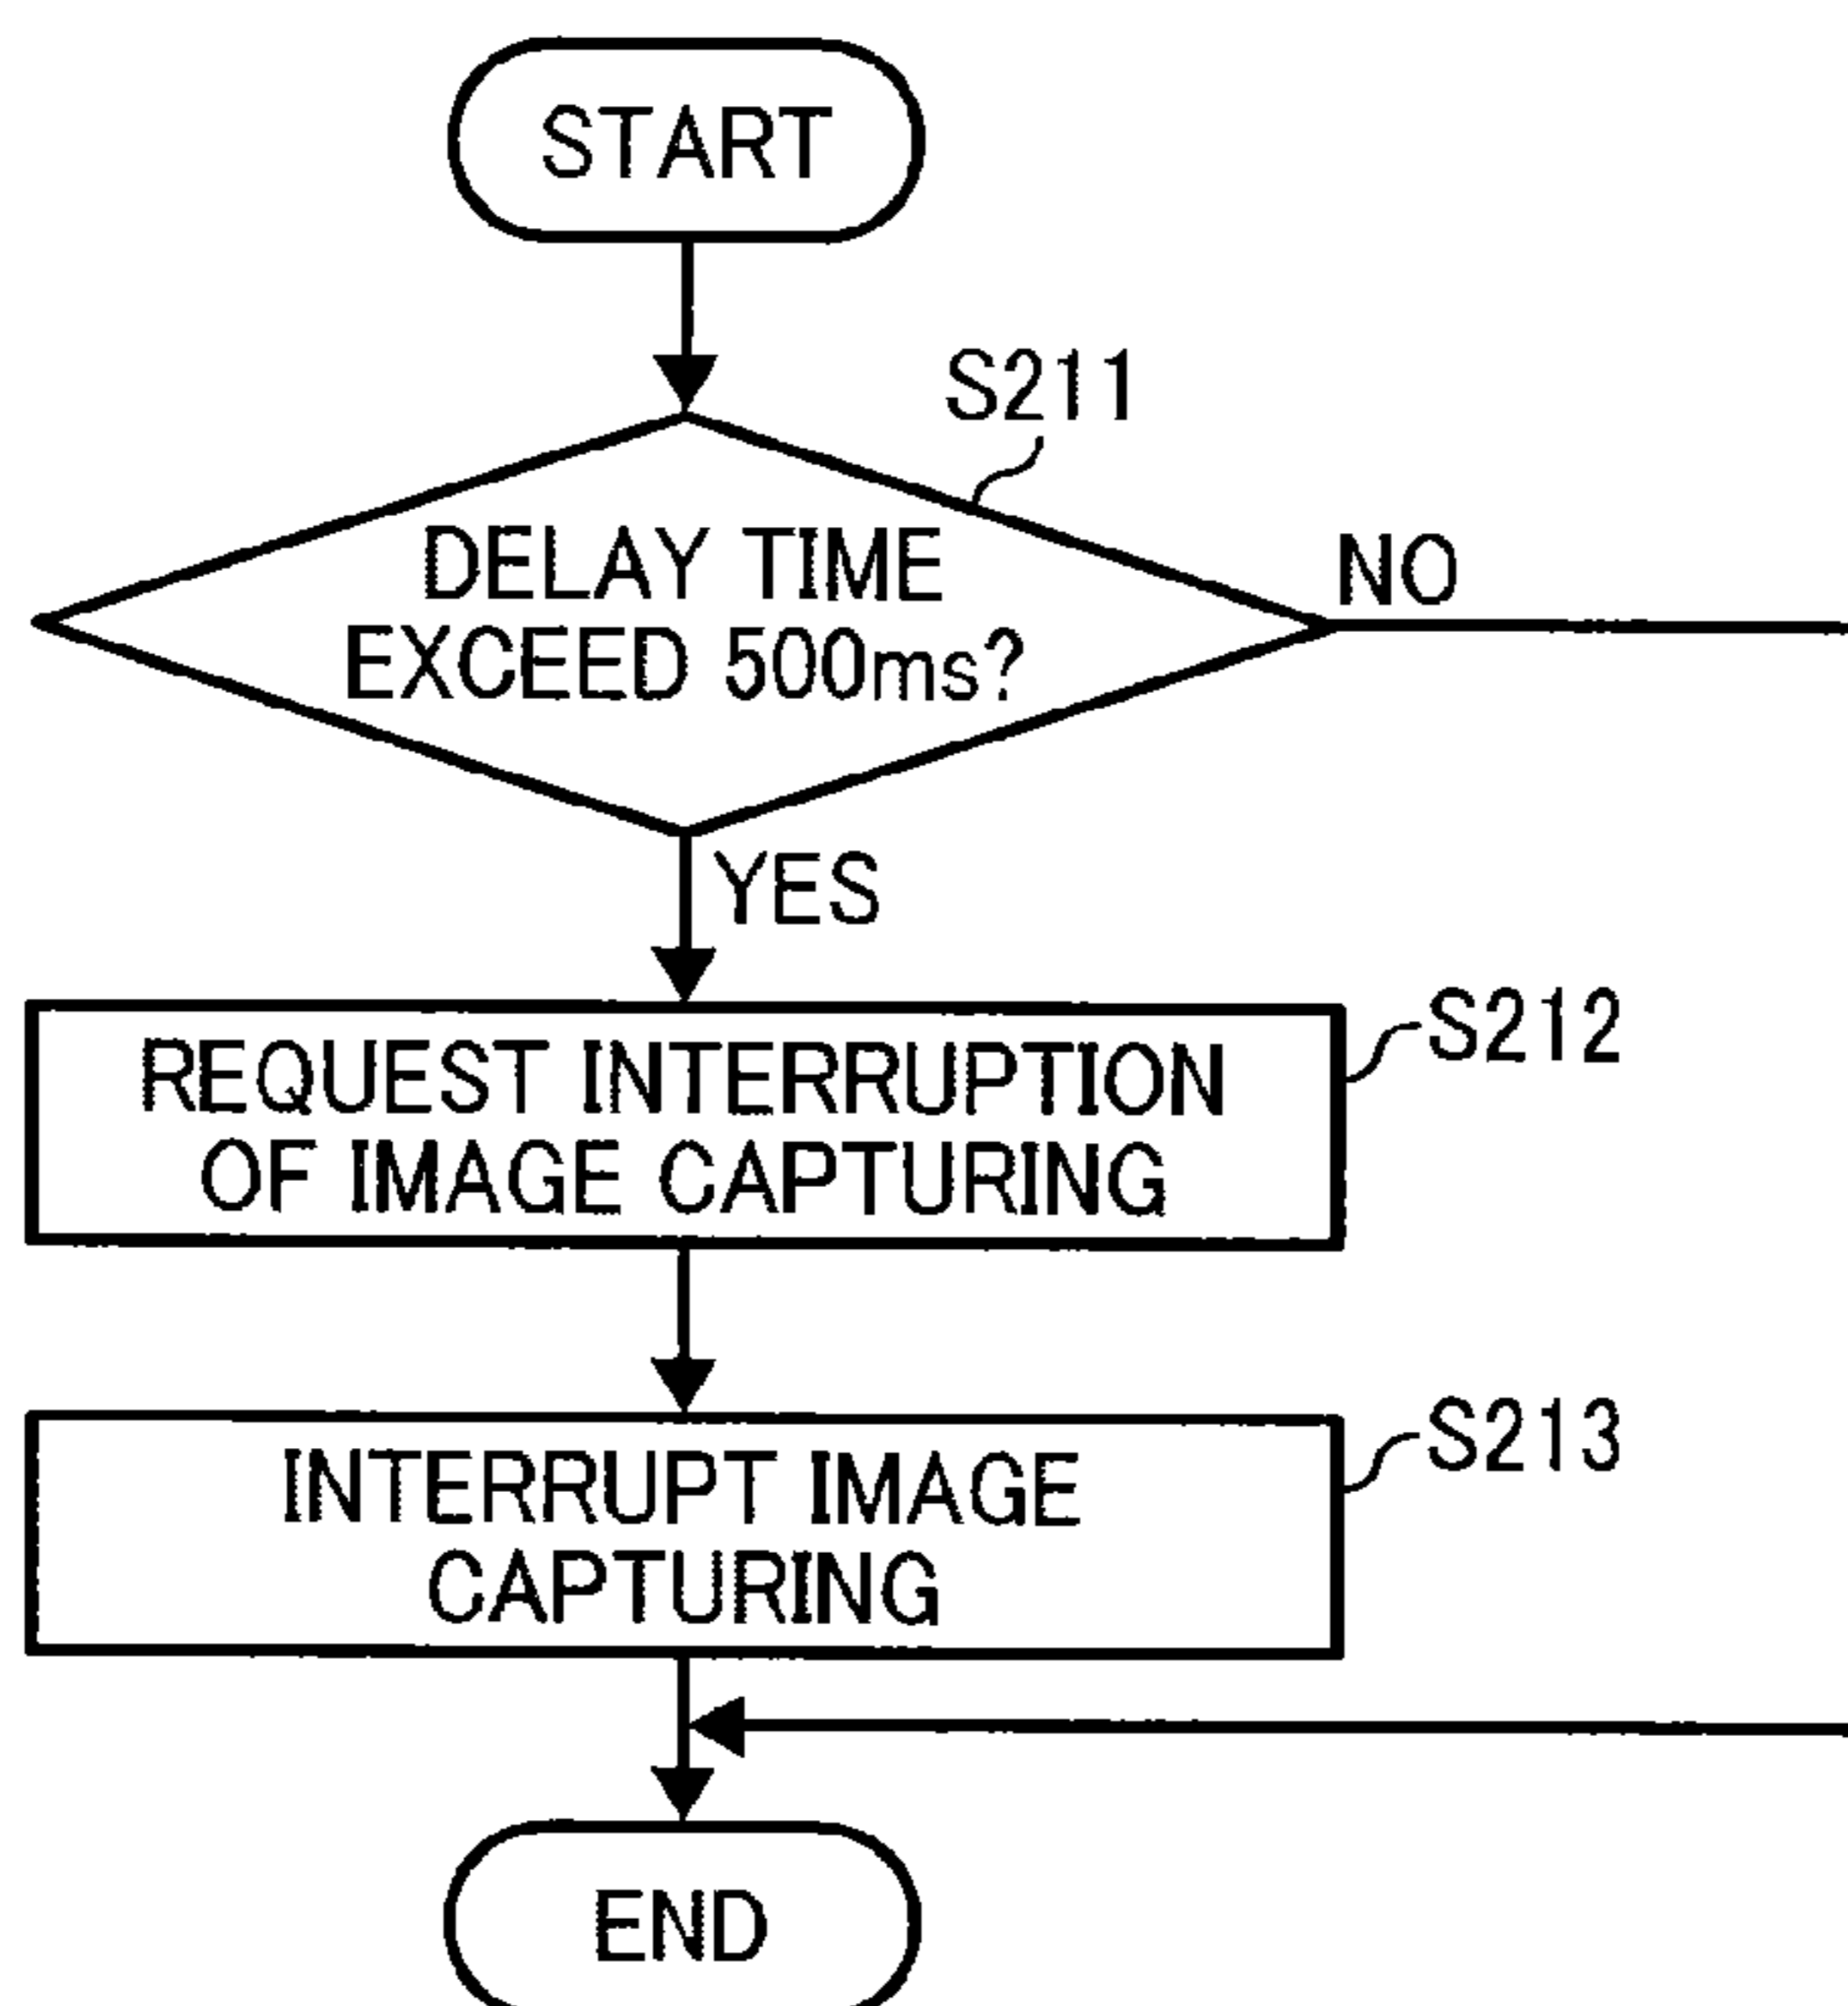 START
S211
DELAY TIME
EXCEED 500ms?
NO
YES
S212
REQUEST INTERRUPTION
OF IMAGE CAPTURING
S213
INTERRUPT IMAGE
CAPTURING
END